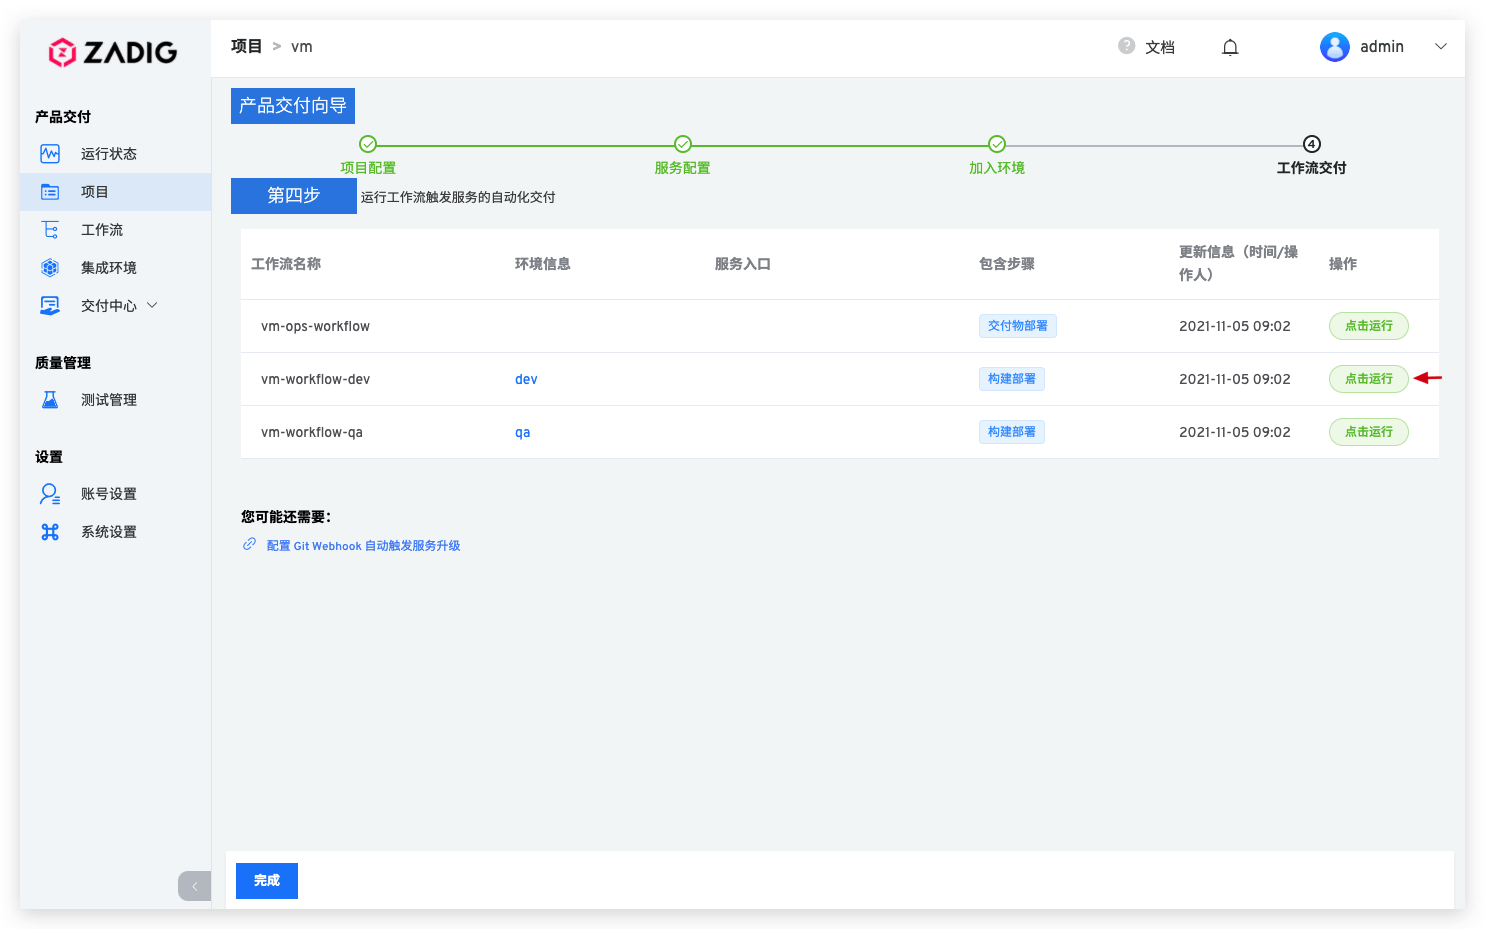 ZADIG
项目 > vm
? 文档
admin
产品交付
运行状态
项目
工作流
集成环境
交付中心
质量管理
测试管理
设置
账号设置
系统设置
产品交付向导
项目配置
服务配置
加入环境
4
工作流交付
第四步 运行工作流触发服务的自动化交付
工作流名称 环境信息 服务入口 包含步骤 更新信息（时间/操作人） 操作
vm-ops-workflow 交付物部署 2021-11-05 09:02 点击运行
vm-workflow-dev dev 构建部署 2021-11-05 09:02 点击运行
vm-workflow-qa qa 构建部署 2021-11-05 09:02 点击运行
您可能还需要：
配置 Git Webhook 自动触发服务升级
完成